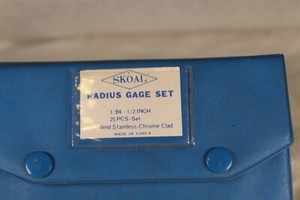 SKOAL
RADIUS GAGE SET
1/64 - 1/2 INCH
25 PCS-Set
Stainless-Chrome Clad
MADE IN KOREA